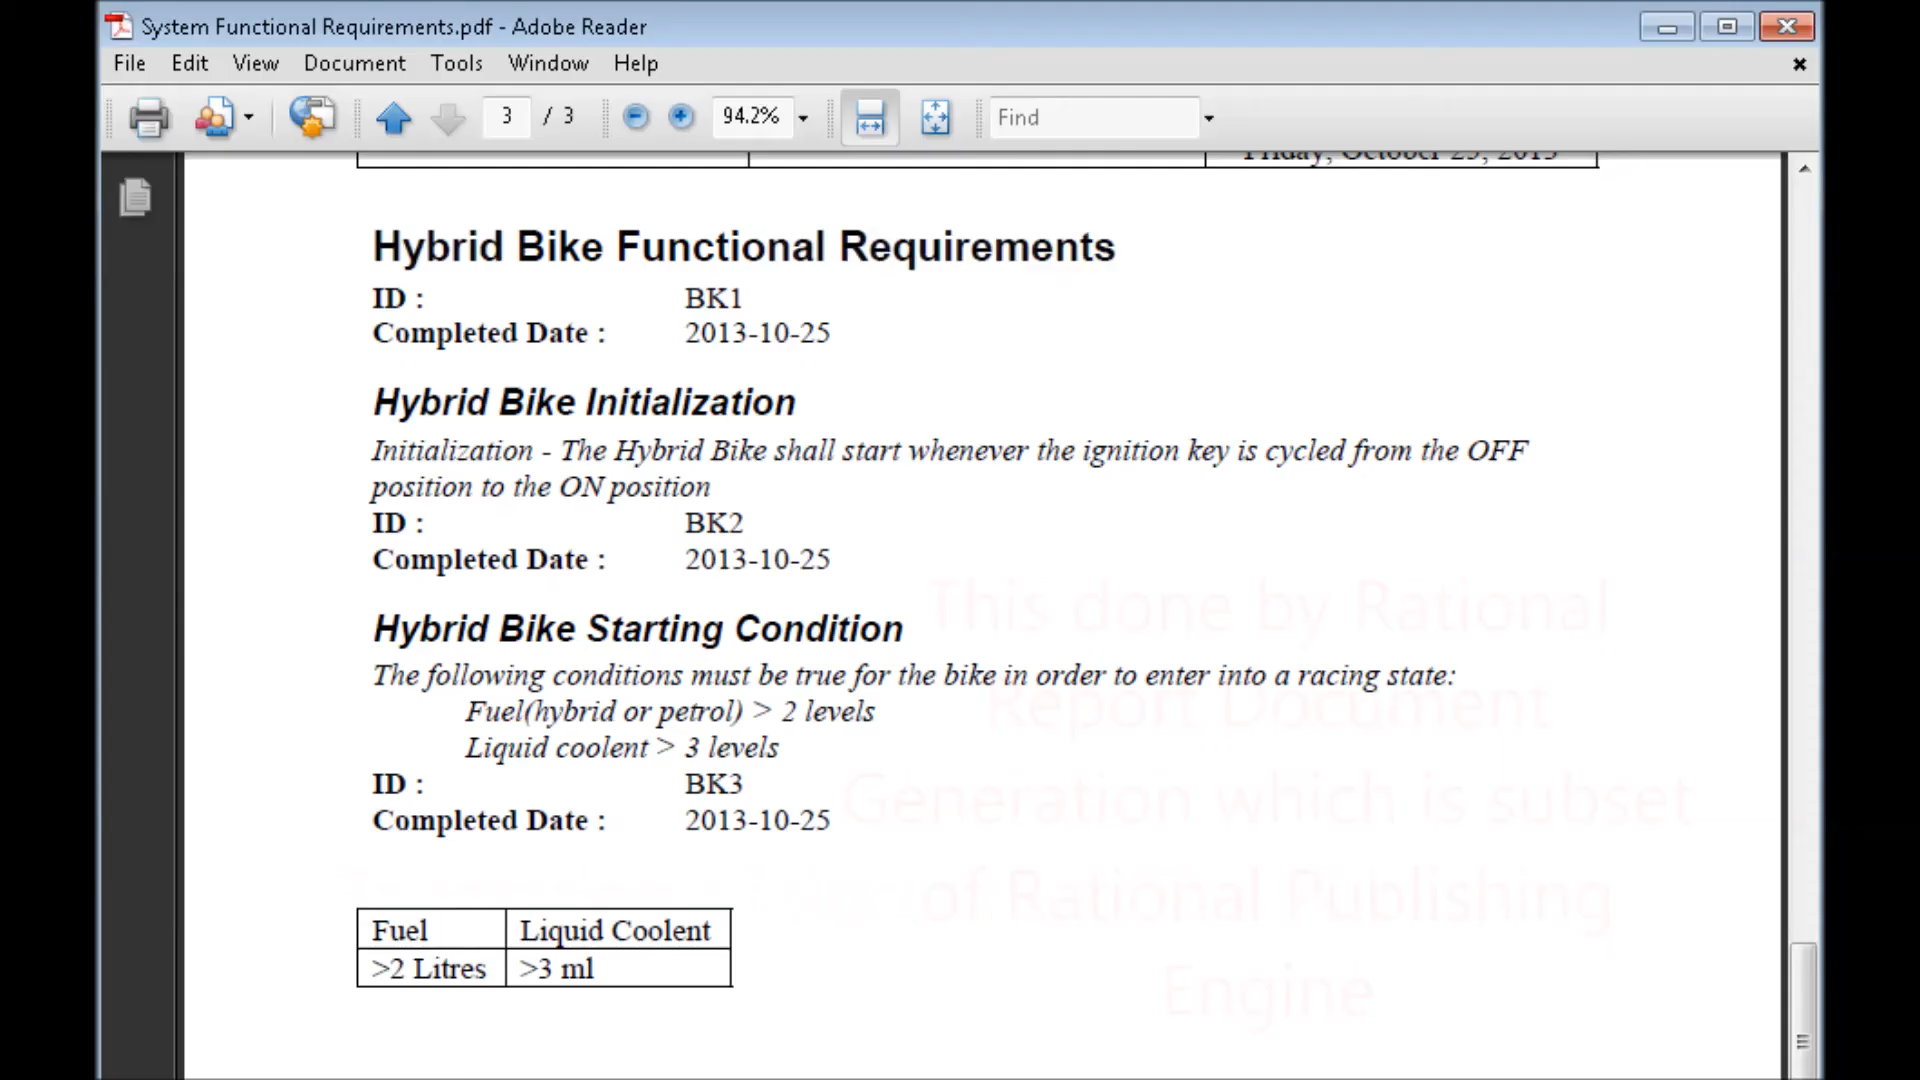 System Functional Requirements.pdf - Adobe Reader
File Edit View Document Tools Window Help
3 / 3 94.2% Find
Friday, October 25, 2013
Hybrid Bike Functional Requirements
ID : BK1
Completed Date : 2013-10-25
Hybrid Bike Initialization
Initialization - The Hybrid Bike shall start whenever the ignition key is cycled from the OFF
position to the ON position
ID : BK2
Completed Date : 2013-10-25
This done by Rational
Hybrid Bike Starting Condition
The following conditions must be true for the bike in order to enter into a racing state:
Report Document
Fuel(hybrid or petrol) > 2 levels
Liquid coolent > 3 levels
ID : BK3
Generation which is subset
Completed Date : 2013-10-25
of Rational Publishing
Fuel Liquid Coolent
>2 Litres >3 ml
Engine